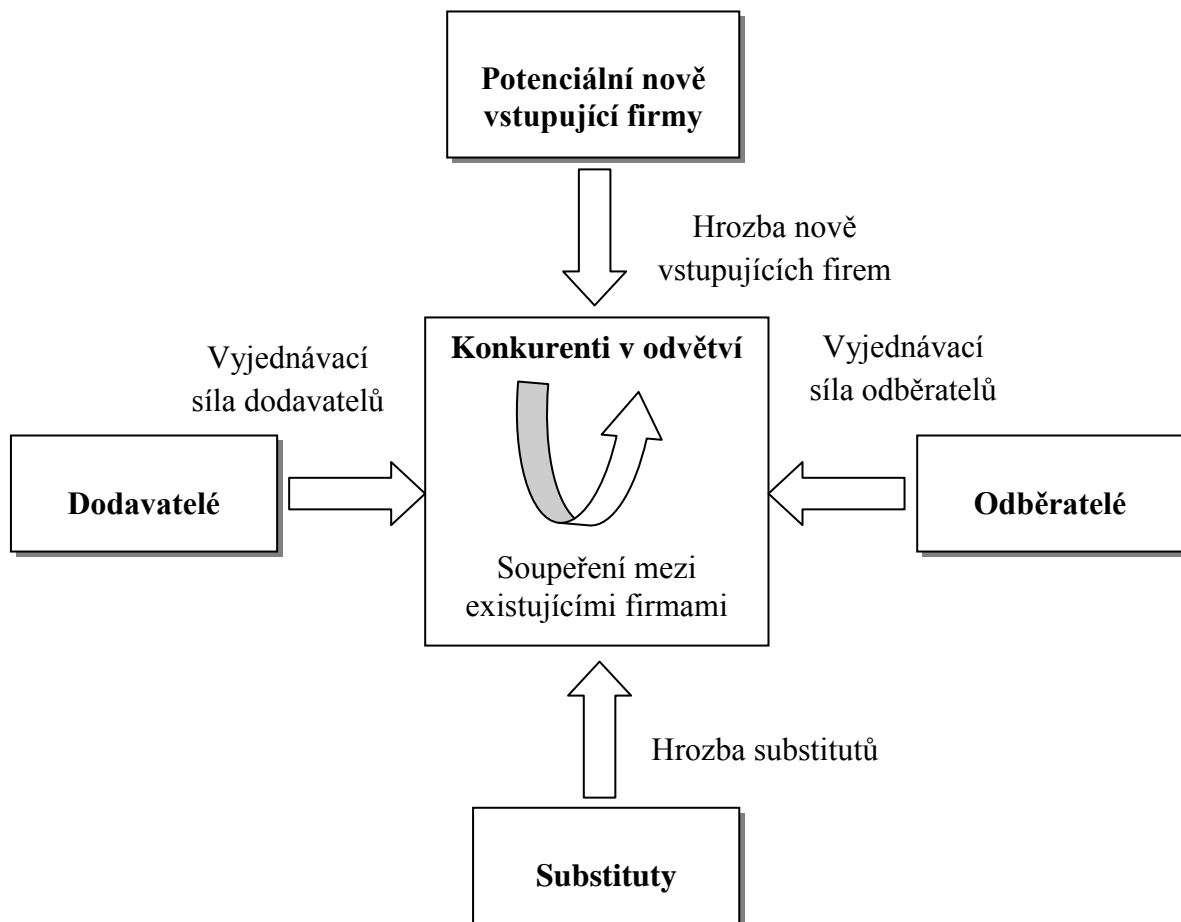 Potenciální nově
vstupující firmy
Hrozba nově
vstupujících firem
Vyjednávací
síla dodavatelů
Konkurenti v odvětví
Vyjednávací
síla odběratelů
Dodavatelé
Odběratelé
Soupeření mezi
existujícími firmami
Hrozba substitutů
Substituty